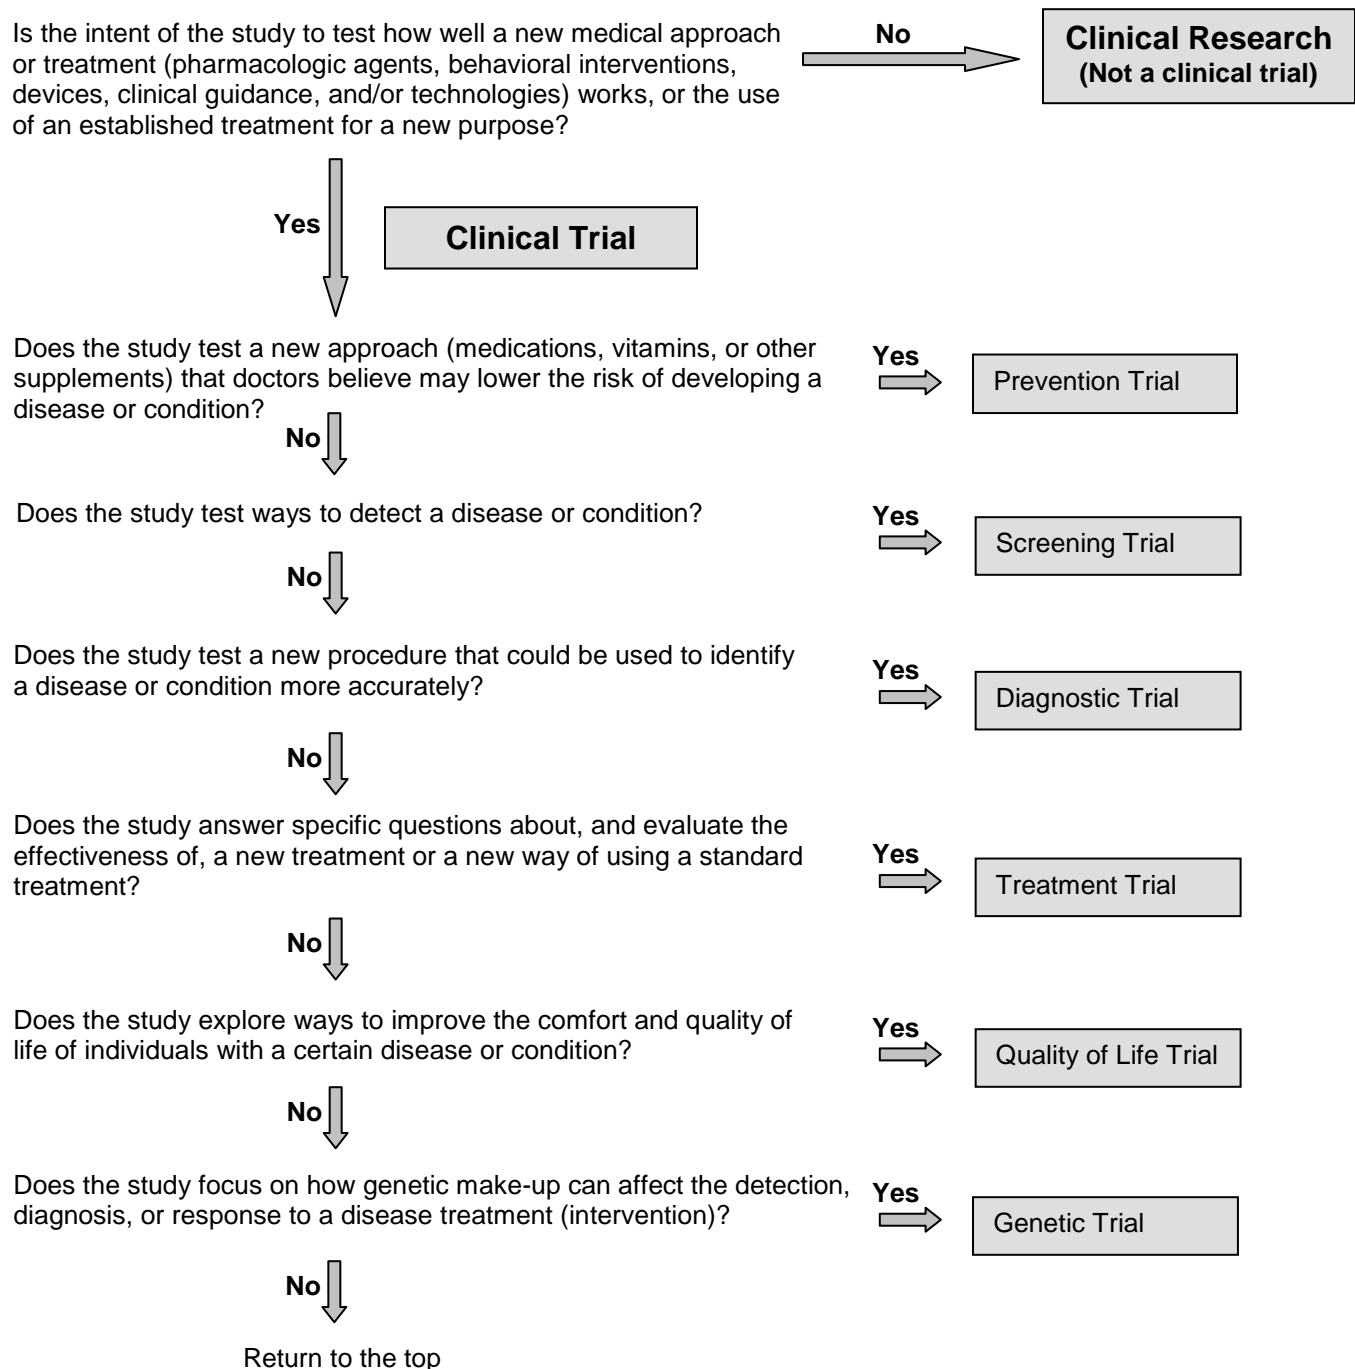 Is the intent of the study to test how well a new medical approach
or treatment (pharmacologic agents, behavioral interventions,
devices, clinical guidance, and/or technologies) works, or the use
of an established treatment for a new purpose?
No
Clinical Research
(Not a clinical trial)
Yes
Clinical Trial
Does the study test a new approach (medications, vitamins, or other
supplements) that doctors believe may lower the risk of developing a
disease or condition?
Yes
Prevention Trial
No
Does the study test ways to detect a disease or condition?
Yes
Screening Trial
No
Does the study test a new procedure that could be used to identify
a disease or condition more accurately?
Yes
Diagnostic Trial
No
Does the study answer specific questions about, and evaluate the
effectiveness of, a new treatment or a new way of using a standard
treatment?
Yes
Treatment Trial
No
Does the study explore ways to improve the comfort and quality of
life of individuals with a certain disease or condition?
Yes
Quality of Life Trial
No
Does the study focus on how genetic make-up can affect the detection,
diagnosis, or response to a disease treatment (intervention)?
Yes
Genetic Trial
No
Return to the top